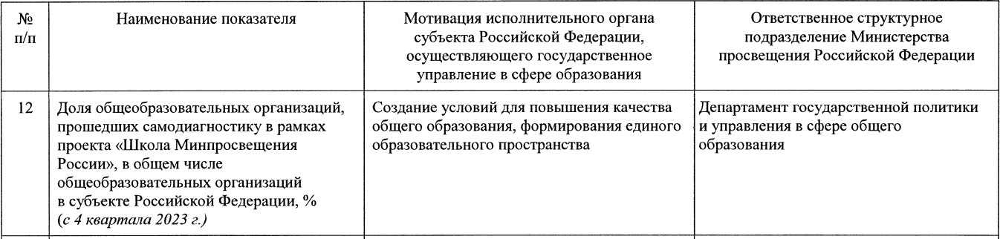 №
п/п
Наименование показателя
Мотивация исполнительного органа
субъекта Российской Федерации,
осуществляющего государственное
управление в сфере образования
Ответственное структурное
подразделение Министерства
просвещения Российской Федерации
12
Доля общеобразовательных организаций,
прошедших самодиагностику в рамках
проекта «Школа Минпросвещения
России», в общем числе
общеобразовательных организаций
в субъекте Российской Федерации, %
(с 4 квартала 2023 г.)
Создание условий для повышения качества
общего образования, формирования единого
образовательного пространства
Департамент государственной политики
и управления в сфере общего
образования